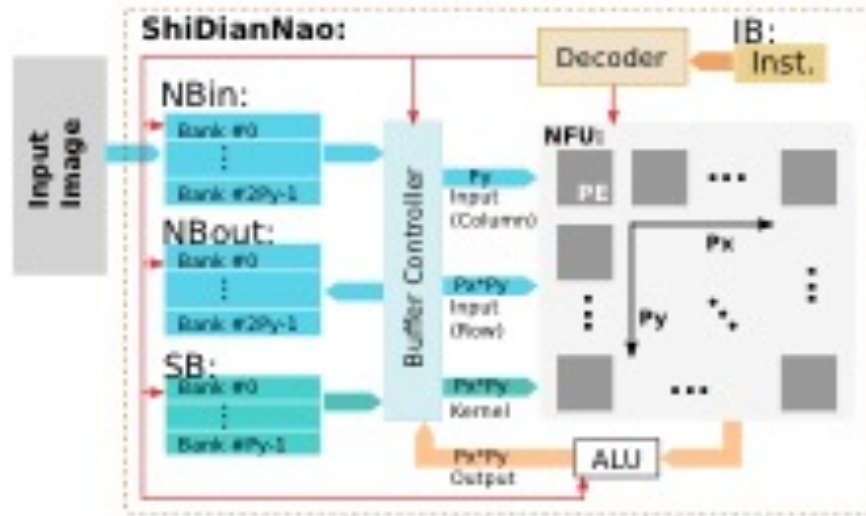 ShiDianNao:
IB:
Decoder
Inst.
Input
Image
NBin:
Bank #0
Bank #2Py-1
NBout:
Bank #0
Bank #2Py-1
SB:
Bank #0
Bank #Py-1
Buffer Controller
Py
Input
(Column)
Px*Py
Input
(Row)
Px*Py
Kernel
Px*Py
Output
NFU:
PE
Px
Py
ALU